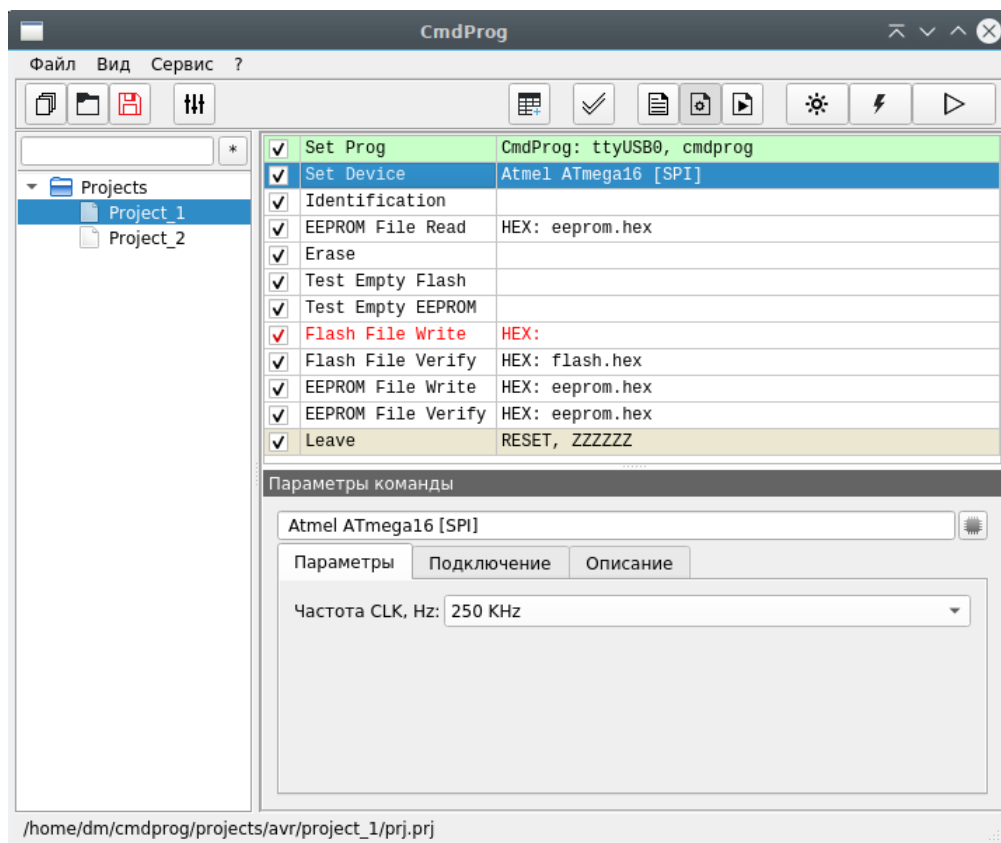 CmdProg
Файл Вид Сервис ?
*
Projects
Project_1
Project_2
Set Prog CmdProg: ttyUSB0, cmdprog
Set Device Atmel ATmega16 [SPI]
Identification
EEPROM File Read HEX: eeprom.hex
Erase
Test Empty Flash
Test Empty EEPROM
Flash File Write HEX:
Flash File Verify HEX: flash.hex
EEPROM File Write HEX: eeprom.hex
EEPROM File Verify HEX: eeprom.hex
Leave RESET, ZZZZZZ
Параметры команды
Atmel ATmega16 [SPI]
Параметры Подключение Описание
Частота CLK, Hz: 250 KHz
/home/dm/cmdprog/projects/avr/project_1/prj.prj